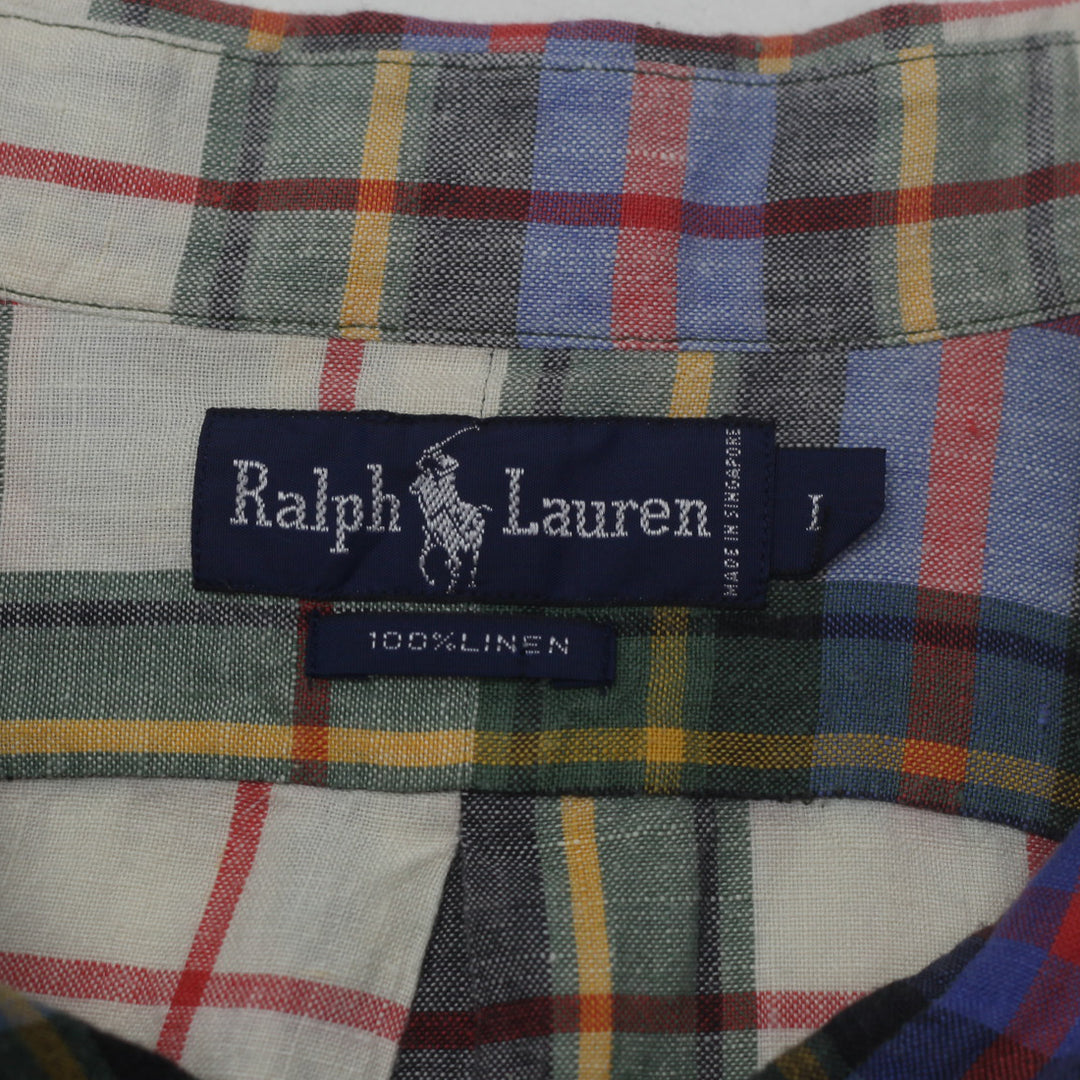 Ralph Lauren
MADE IN SINGAPORE
100% LINEN